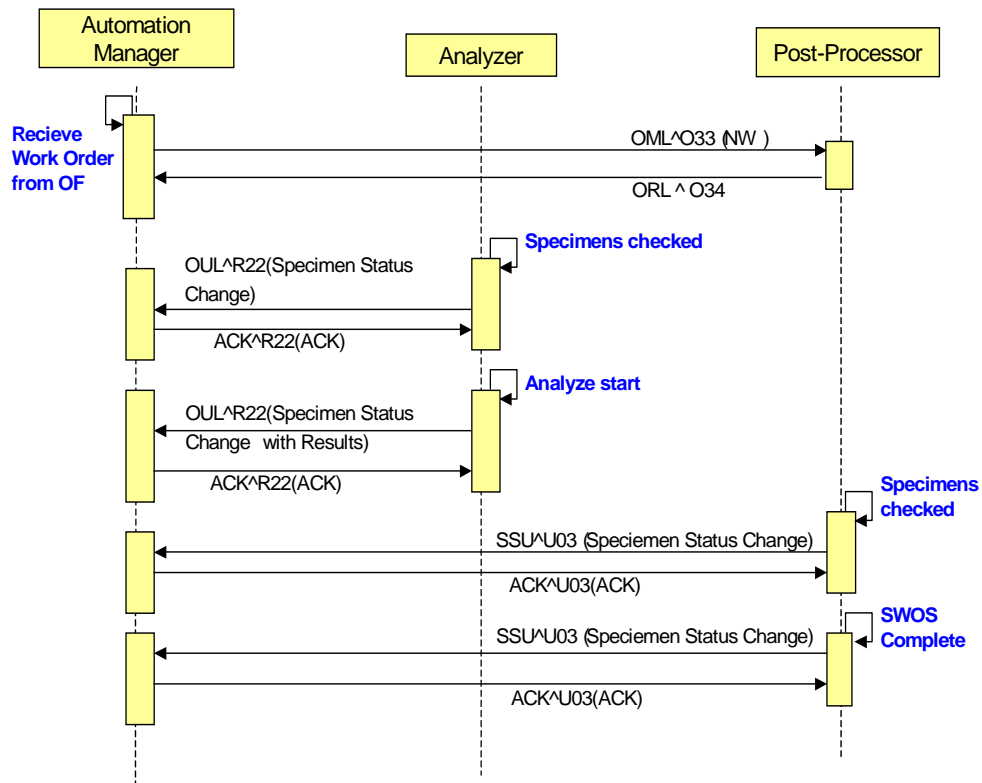 Automation
Manager
Analyzer
Post-Processor
Recieve
Work Order
from OF
OML^O33 (NW )
ORL ^ O34
Specimens checked
OUL^R22(Specimen Status
Change)
ACK^R22(ACK)
Analyze start
OUL^R22(Specimen Status
Change with Results)
ACK^R22(ACK)
Specimens
checked
SSU^U03 (Speciemen Status Change)
ACK^U03(ACK)
SWOS
Complete
SSU^U03 (Speciemen Status Change)
ACK^U03(ACK)